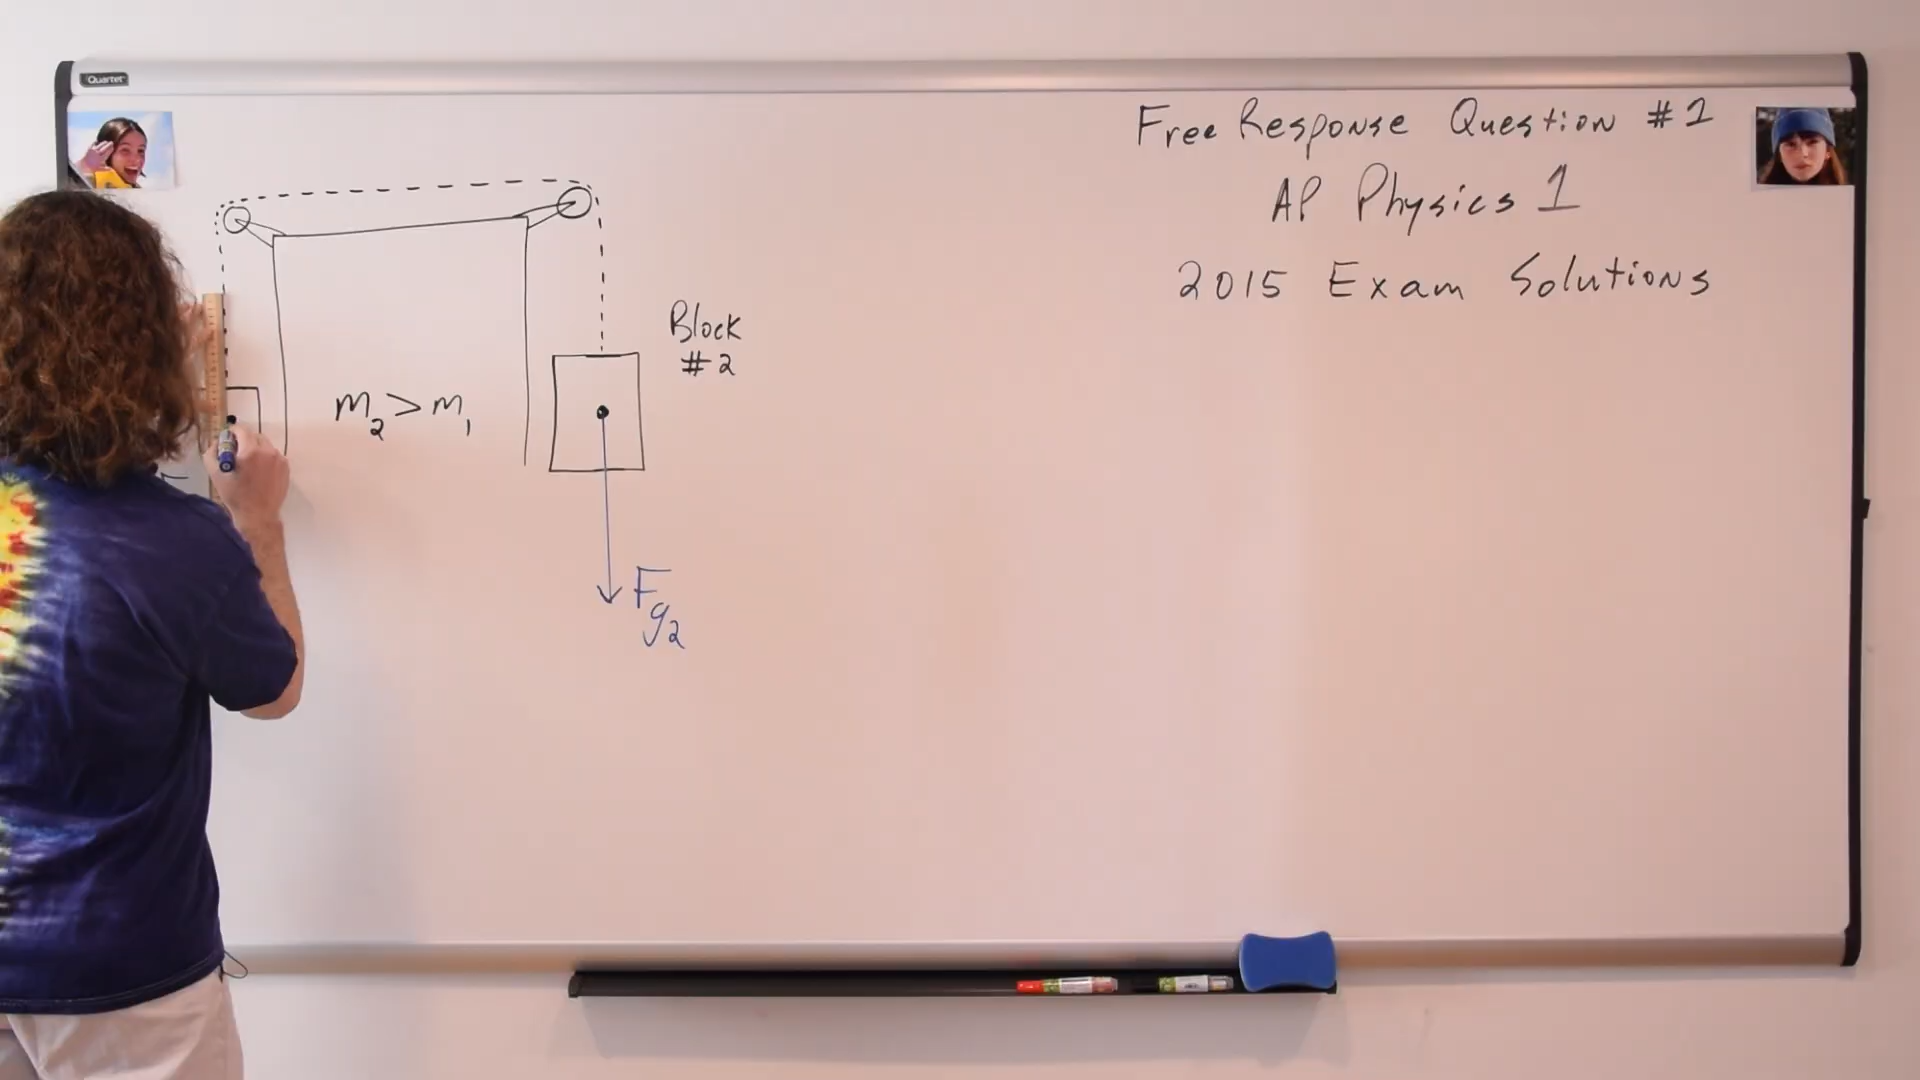 Quartet
Free Response Question #1
AP Physics 1
2015 Exam Solutions
Block
#2
m2 > m1
Fg2